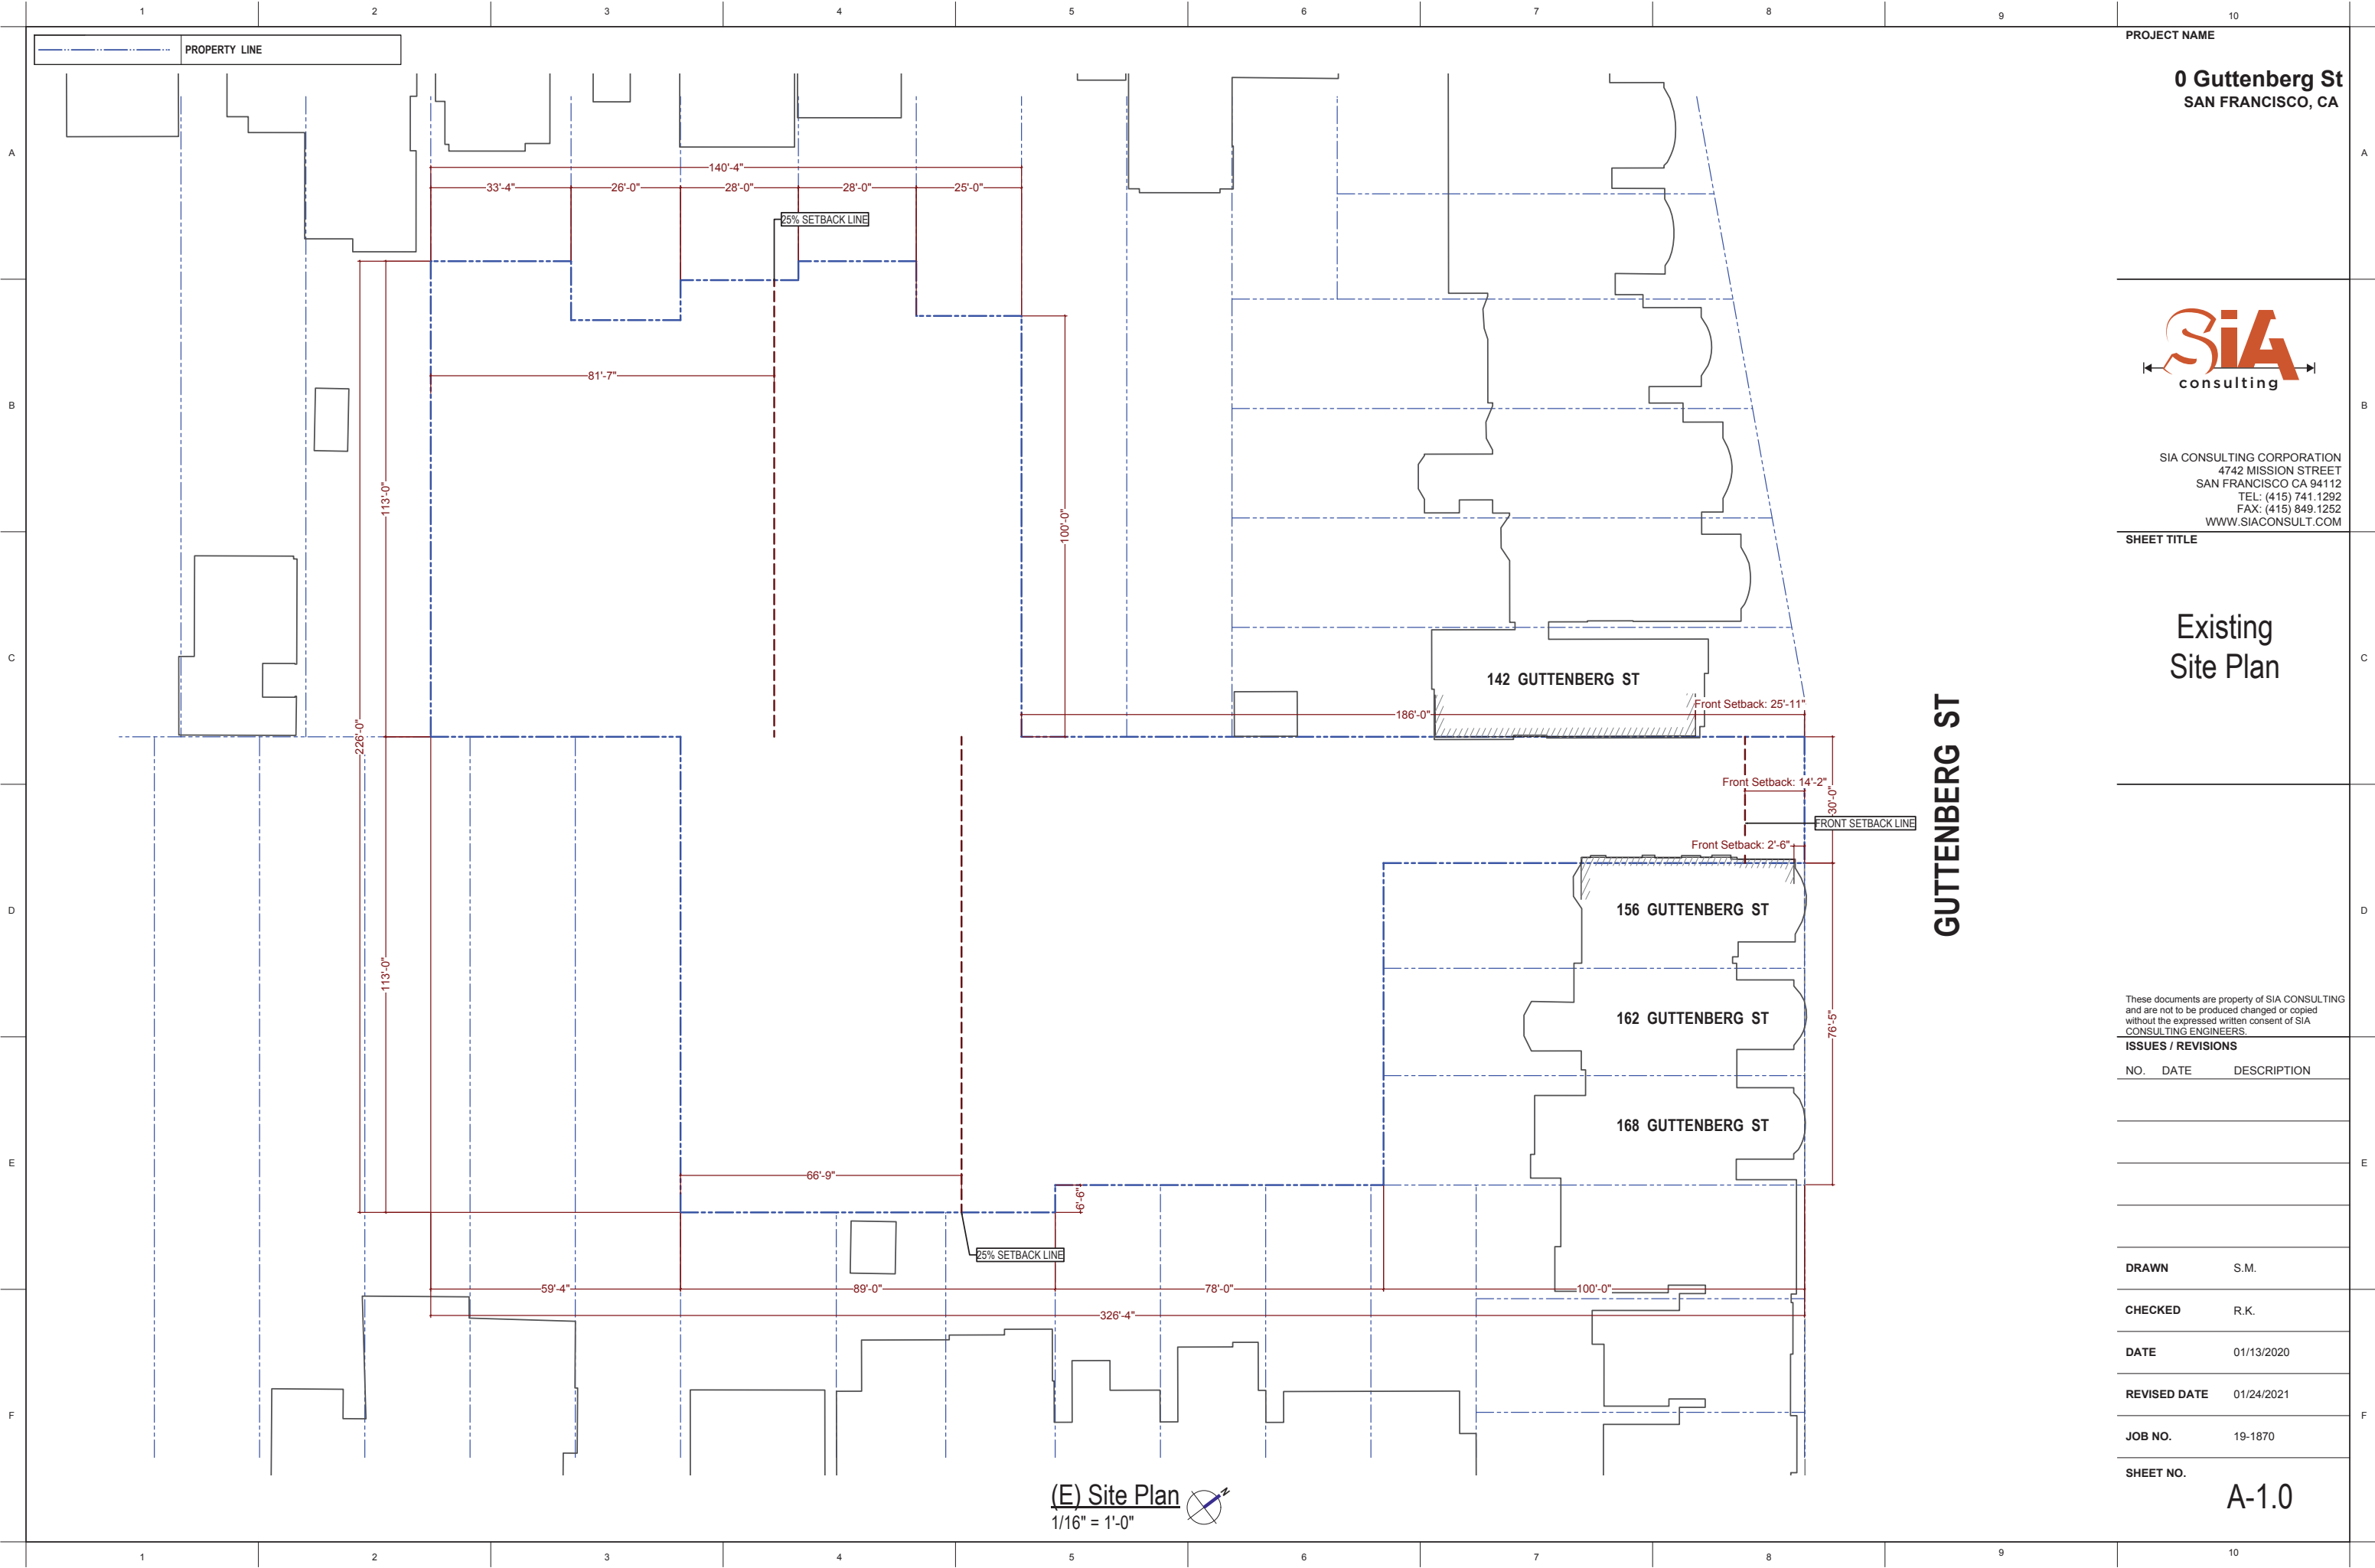 1 2 3 4 5 6 7 8 9 10
PROPERTY LINE
PROJECT NAME
0 Guttenberg St
SAN FRANCISCO, CA
A
A
140'-4"
33'-4" 26'-0" 28'-0" 28'-0" 25'-0"
25% SETBACK LINE
SiA
consulting
81'-7"
B
B
SIA CONSULTING CORPORATION
4742 MISSION STREET
SAN FRANCISCO CA 94112
TEL: (415) 741.1292
FAX: (415) 849.1252
WWW.SIACONSULT.COM
113'-0"
100'-0"
SHEET TITLE
Existing
Site Plan
C
C
142 GUTTENBERG ST
Front Setback: 25'-11"
186'-0"
226'-0"
GUTTENBERG ST
Front Setback: 14'-2"
30'-0"
FRONT SETBACK LINE
Front Setback: 2'-6"
D
D
156 GUTTENBERG ST
113'-0"
162 GUTTENBERG ST
76'-5"
These documents are property of SIA CONSULTING
and are not to be produced changed or copied
without the expressed written consent of SIA
CONSULTING ENGINEERS.
ISSUES / REVISIONS
NO. DATE DESCRIPTION
168 GUTTENBERG ST
E
E
66'-9"
6'-6"
25% SETBACK LINE
DRAWN S.M.
59'-4" 89'-0" 78'-0" 100'-0"
326'-4"
CHECKED R.K.
DATE 01/13/2020
REVISED DATE 01/24/2021
F
F
JOB NO. 19-1870
SHEET NO.
A-1.0
(E) Site Plan
N
1/16" = 1'-0"
1 2 3 4 5 6 7 8 9 10